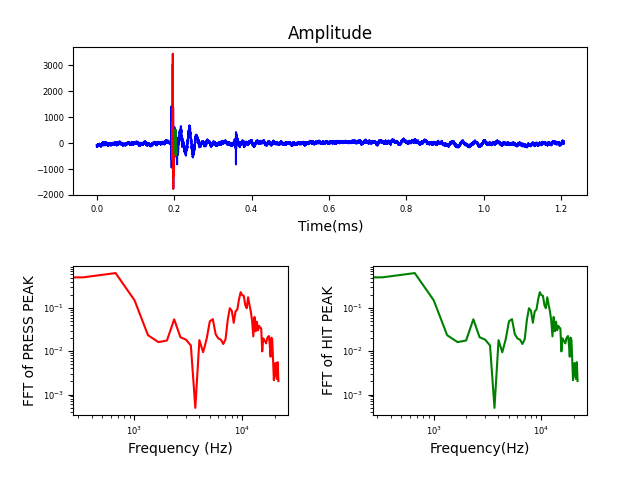 Amplitude
3000
2000
1000
0
−1000
−2000
0.0 0.2 0.4 0.6 0.8 1.0 1.2
Time(ms)
FFT of PRESS PEAK
10⁻¹
10⁻²
10⁻³
10³ 10⁴
Frequency (Hz)
FFT of HIT PEAK
10⁻¹
10⁻²
10⁻³
10³ 10⁴
Frequency(Hz)